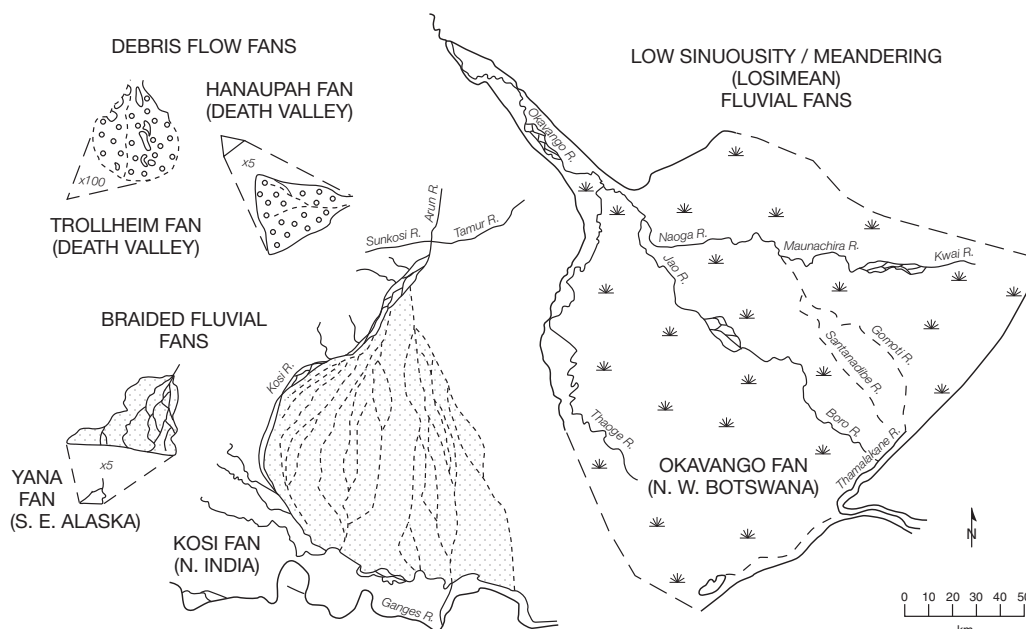 DEBRIS FLOW FANS
HANAUPAH FAN
(DEATH VALLEY)
x5
x100
TROLLHEIM FAN
(DEATH VALLEY)
BRAIDED FLUVIAL
FANS
x5
YANA
FAN
(S. E. ALASKA)
Sunkosi R.
Arun R.
Tamur R.
Kosi R.
KOSI FAN
(N. INDIA)
Ganges R.
LOW SINUOUSITY / MEANDERING
(LOSIMEAN)
FLUVIAL FANS
Okavango R.
Naoga R.
Maunachira R.
Kwai R.
Jao R.
Gomoti R.
Santanadibe R.
Thaoge R.
Boro R.
Thamalakane R.
OKAVANGO FAN
(N. W. BOTSWANA)
N
0 10 20 30 40 50
km